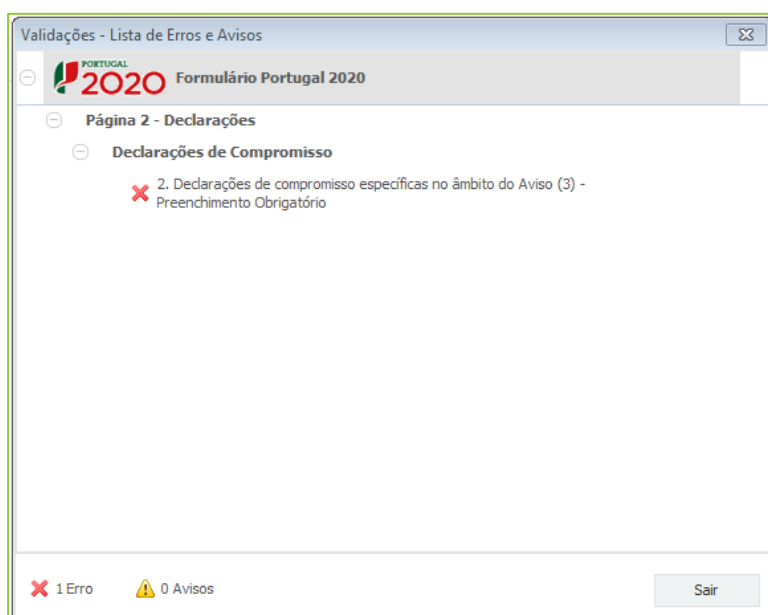 Validações - Lista de Erros e Avisos
PORTUGAL
2020 Formulário Portugal 2020
Página 2 - Declarações
Declarações de Compromisso
2. Declarações de compromisso específicas no âmbito do Aviso (3) -
Preenchimento Obrigatório
1 Erro 0 Avisos Sair